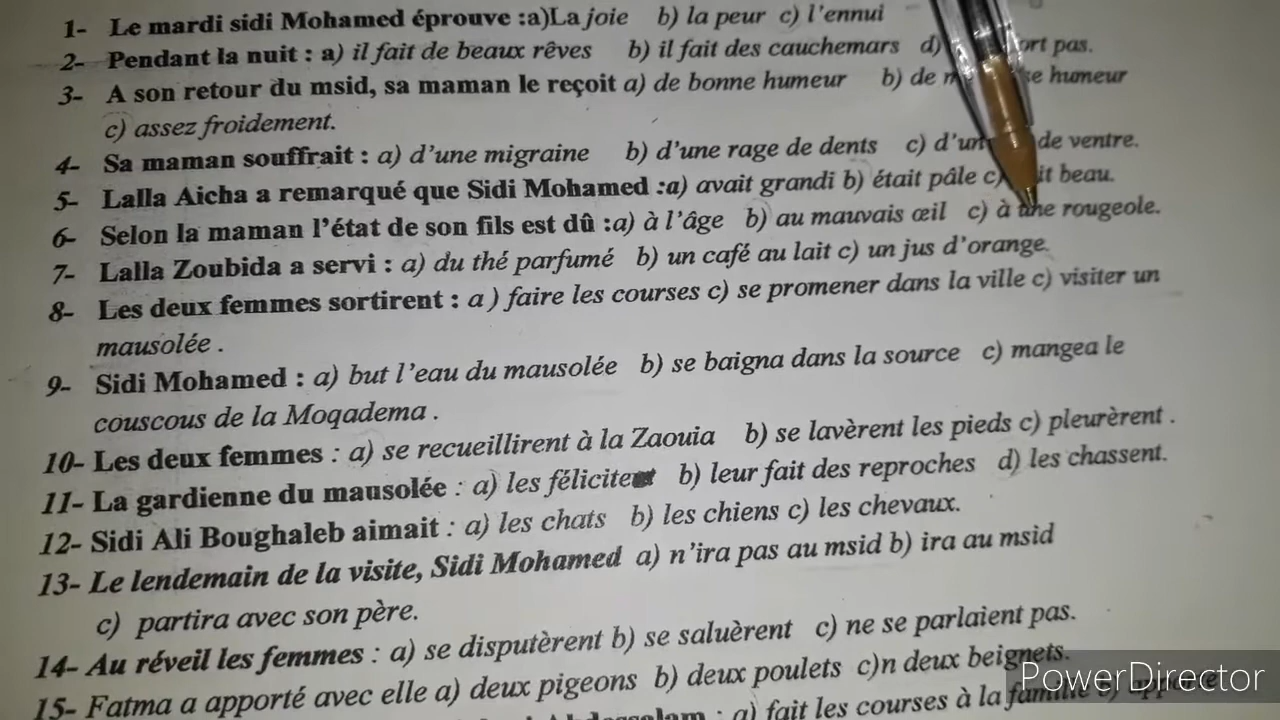 1- Le mardi sidi Mohamed éprouve :a)La joie b) la peur c) l'ennui
2- Pendant la nuit : a) il fait de beaux rêves b) il fait des cauchemars d) pas.
3- A son retour du msid, sa maman le reçoit a) de bonne humeur b) de humeur
c) assez froidement.
4- Sa maman souffrait : a) d'une migraine b) d'une rage de dents c) de ventre.
5- Lalla Aicha a remarqué que Sidi Mohamed :a) avait grandi b) était pâle c) beau.
6- Selon la maman l'état de son fils est dû :a) à l'âge b) au mauvais œil c) à une rougeole.
7- Lalla Zoubida a servi : a) du thé parfumé b) un café au lait c) un jus d'orange.
8- Les deux femmes sortirent : a ) faire les courses c) se promener dans la ville c) visiter un
mausolée .
9- Sidi Mohamed : a) but l'eau du mausolée b) se baigna dans la source c) mangea le
couscous de la Moqadema .
10- Les deux femmes : a) se recueillirent à la Zaouia b) se lavèrent les pieds c) pleurèrent .
11- La gardienne du mausolée : a) les félicite b) leur fait des reproches d) les chassent.
12- Sidi Ali Boughaleb aimait : a) les chats b) les chiens c) les chevaux.
13- Le lendemain de la visite, Sidi Mohamed a) n'ira pas au msid b) ira au msid
c) partira avec son père.
14- Au réveil les femmes : a) se disputèrent b) se saluèrent c) ne se parlaient pas.
15- Fatma a apporté avec elle a) deux pigeons b) deux poulets c)n deux beignets.
a) fait les courses à la famille
PowerDirector